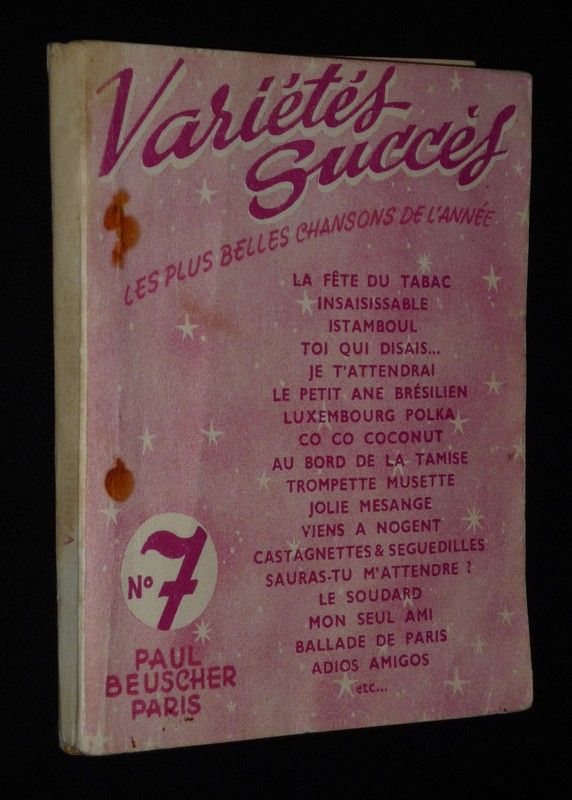 Variétés
Succès
LES PLUS BELLES CHANSONS DE L'ANNÉE
LA FÊTE DU TABAC
INSAISISSABLE
ISTAMBOUL
TOI QUI DISAIS...
JE T'ATTENDRAI
LE PETIT ANE BRÉSILIEN
LUXEMBOURG POLKA
CO CO COCONUT
AU BORD DE LA TAMISE
TROMPETTE MUSETTE
JOLIE MESANGE
VIENS A NOGENT
CASTAGNETTES & SEGUEDILLES
SAURAS-TU M'ATTENDRE ?
LE SOUDARD
MON SEUL AMI
BALLADE DE PARIS
ADIOS AMIGOS
etc...
No 7
PAUL
BEUSCHER
PARIS